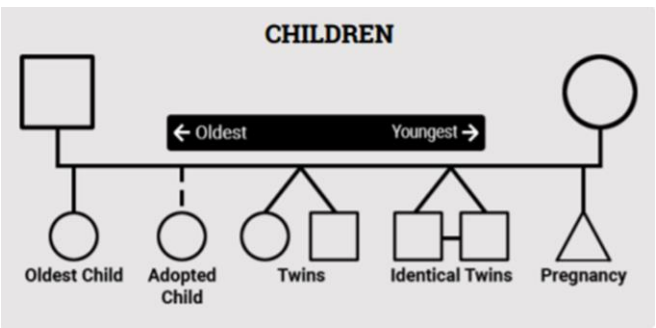 CHILDREN
← Oldest Youngest →
Oldest Child
Adopted
Child
Twins
Identical Twins
Pregnancy